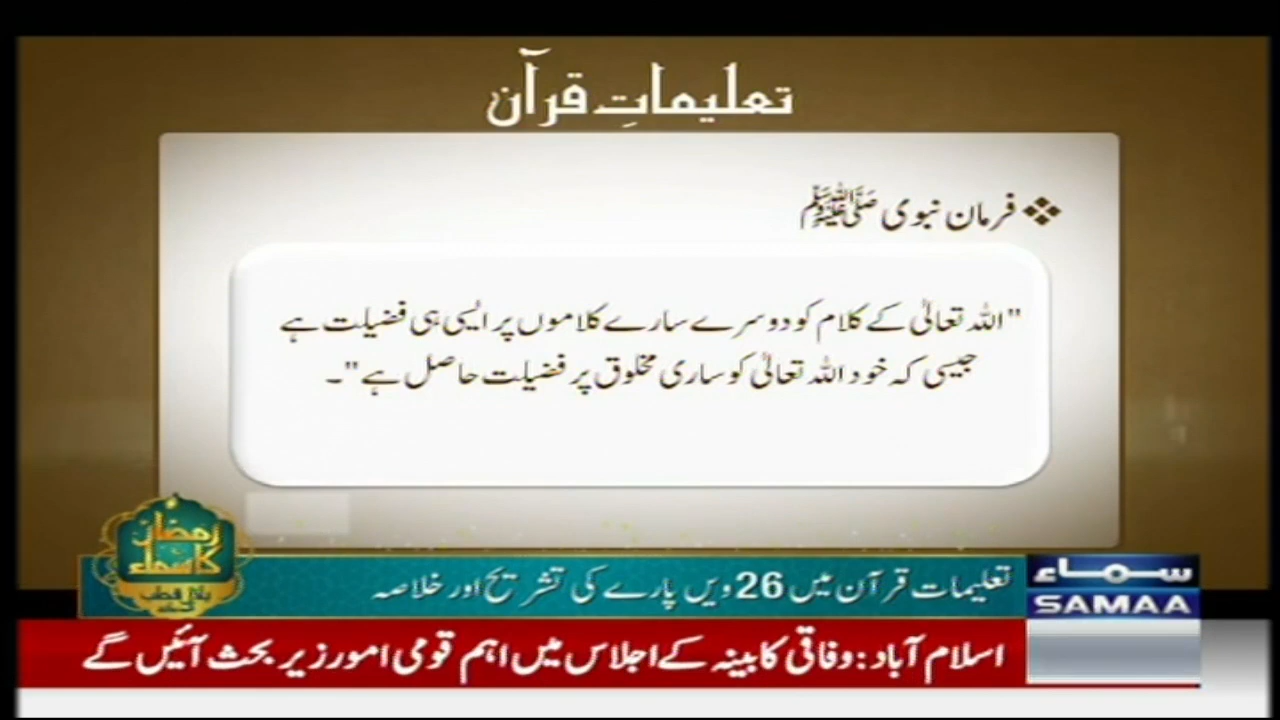 تعلیماتِ قرآن
❖ فرمان نبوی ﷺ
"اللہ تعالیٰ کے کلام کو دوسرے سارے کلاموں پر ایسی ہی فضیلت ہے
جیسی کہ خود اللہ تعالیٰ کو ساری مخلوق پر فضیلت حاصل ہے"۔
رمضان
کا سماء
تعلیمات قرآن میں 26 ویں پارے کی تشریح اور خلاصہ
سماء
SAMAA
اسلام آباد: وفاقی کابینہ کے اجلاس میں اہم قومی امور زیر بحث آئیں گے